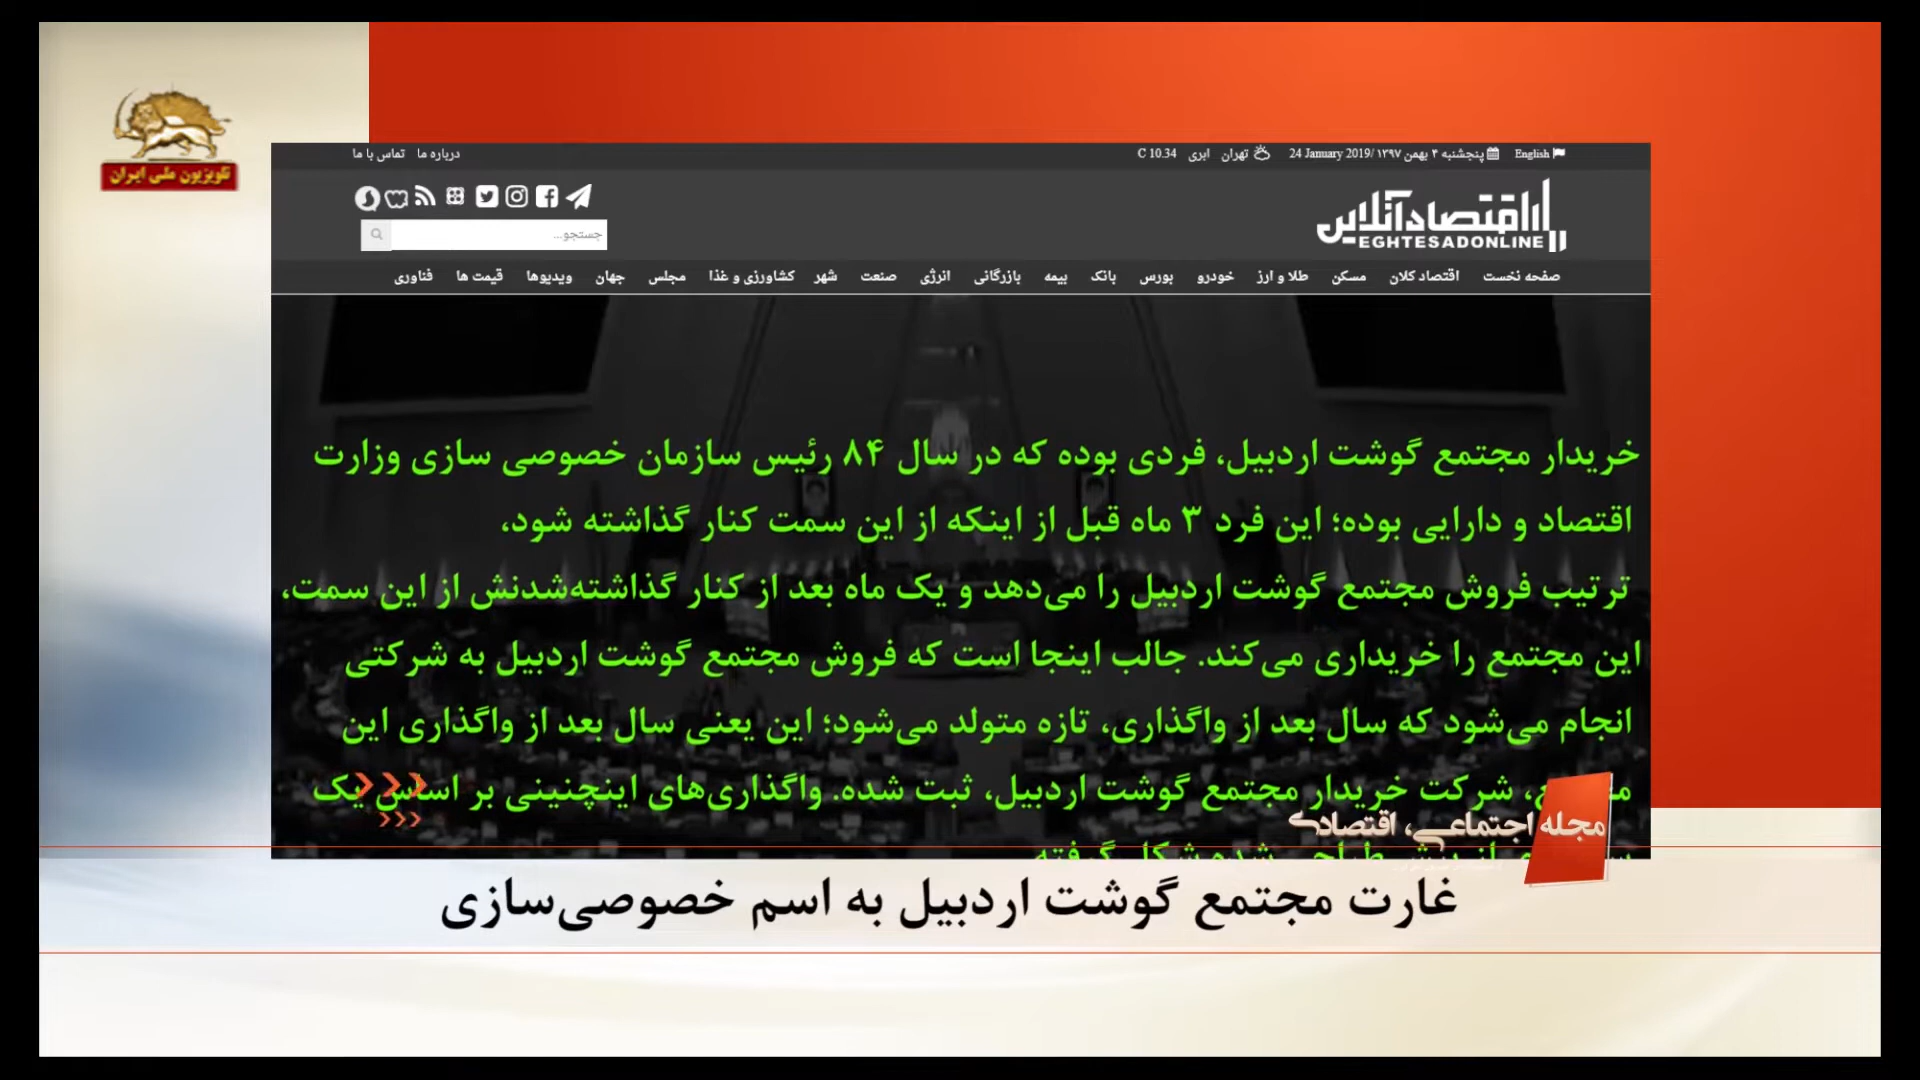 تلویزیون ملی ایران
English پنجشنبه ۴ بهمن ۱۳۹۷ /24 January 2019 تهران ابری 10.34 C
درباره ما تماس با ما
اقتصادآنلاین
EGHTESADONLINE
جستجو...
صفحه نخست اقتصاد کلان مسکن طلا و ارز خودرو بورس بانک بیمه بازرگانی انرژی صنعت شهر کشاورزی و غذا مجلس جهان ویدیوها قیمت ها فناوری
خریدار مجتمع گوشت اردبیل، فردی بوده که در سال ۸۴ رئیس سازمان خصوصی سازی وزارت
اقتصاد و دارایی بوده؛ این فرد ۳ ماه قبل از اینکه از این سمت کنار گذاشته شود،
ترتیب فروش مجتمع گوشت اردبیل را می‌دهد و یک ماه بعد از کنار گذاشته‌شدنش از این سمت،
این مجتمع را خریداری می‌کند. جالب اینجا است که فروش مجتمع گوشت اردبیل به شرکتی
انجام می‌شود که سال بعد از واگذاری، تازه متولد می‌شود؛ این یعنی سال بعد از واگذاری این
، شرکت خریدار مجتمع گوشت اردبیل، ثبت شده. واگذاری‌های اینچنینی بر اساس یک
از پیش طراحی شده شکل گرفته
مجله اجتماعی، اقتصادی
غارت مجتمع گوشت اردبیل به اسم خصوصی‌سازی